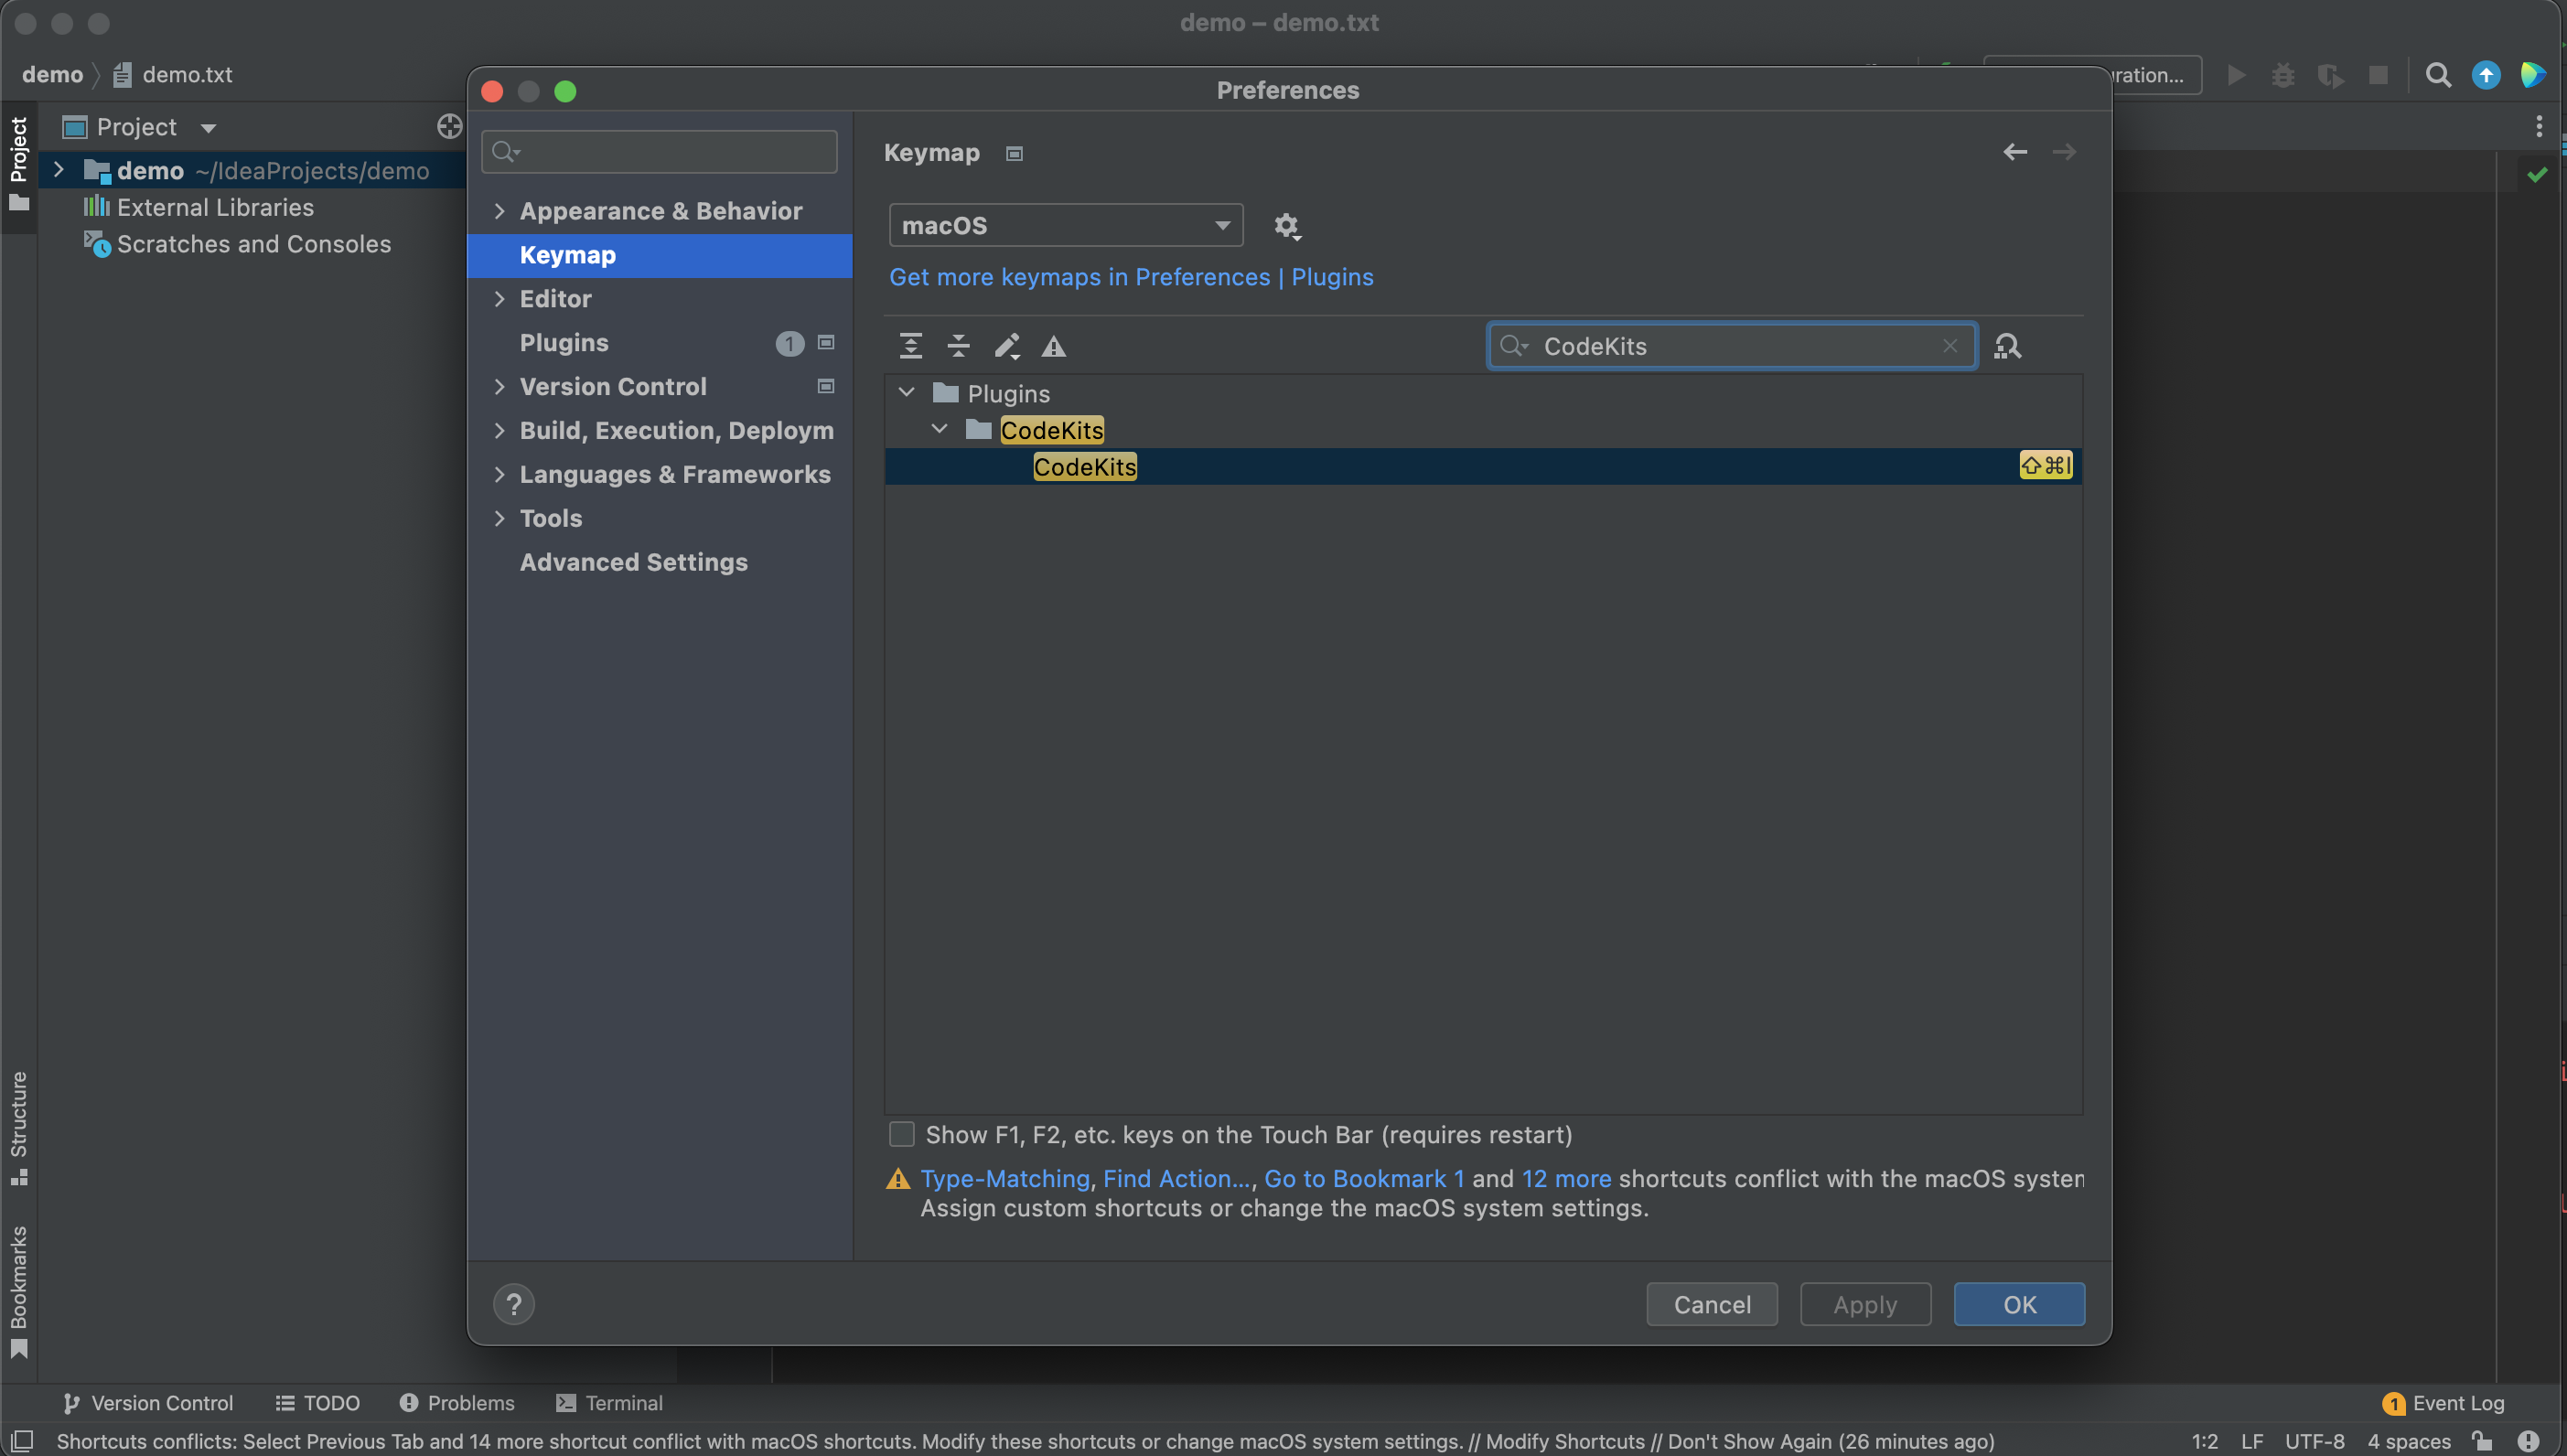 demo – demo.txt
demo
demo.txt
Project
demo ~/IdeaProjects/demo
External Libraries
Scratches and Consoles
Project
Structure
Bookmarks
uration...
Preferences
Appearance & Behavior
Keymap
Editor
Plugins 1
Version Control
Build, Execution, Deploym
Languages & Frameworks
Tools
Advanced Settings
Keymap
macOS
Get more keymaps in Preferences | Plugins
CodeKits
Plugins
CodeKits
CodeKits ⇧⌘I
Show F1, F2, etc. keys on the Touch Bar (requires restart)
Type-Matching, Find Action..., Go to Bookmark 1 and 12 more shortcuts conflict with the macOS system
Assign custom shortcuts or change the macOS system settings.
?
Cancel
Apply
OK
Version Control
TODO
Problems
Terminal
1 Event Log
Shortcuts conflicts: Select Previous Tab and 14 more shortcut conflict with macOS shortcuts. Modify these shortcuts or change macOS system settings. // Modify Shortcuts // Don't Show Again (26 minutes ago)
1:2 LF UTF-8 4 spaces